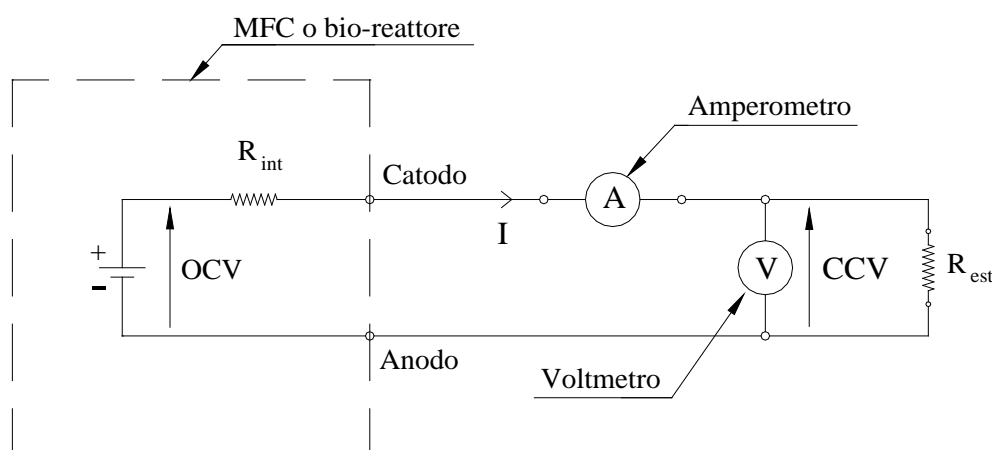 MFC o bio-reattore
Amperometro
R int
Catodo
A
I
+
-
OCV
V
CCV
R est
Anodo
Voltmetro